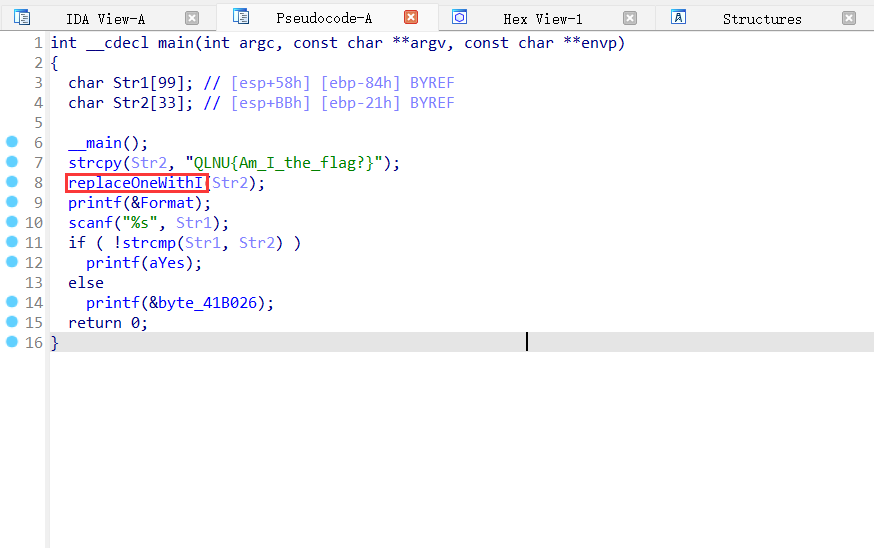 IDA View-A Pseudocode-A Hex View-1 Structures
1 int __cdecl main(int argc, const char **argv, const char **envp)
2 {
3 char Str1[99]; // [esp+58h] [ebp-84h] BYREF
4 char Str2[33]; // [esp+BBh] [ebp-21h] BYREF
5
6 __main();
7 strcpy(Str2, "QLNU{Am_I_the_flag?}");
8 replaceOneWithI(Str2);
9 printf(&Format);
10 scanf("%s", Str1);
11 if ( !strcmp(Str1, Str2) )
12 printf(aYes);
13 else
14 printf(&byte_41B026);
15 return 0;
16 }